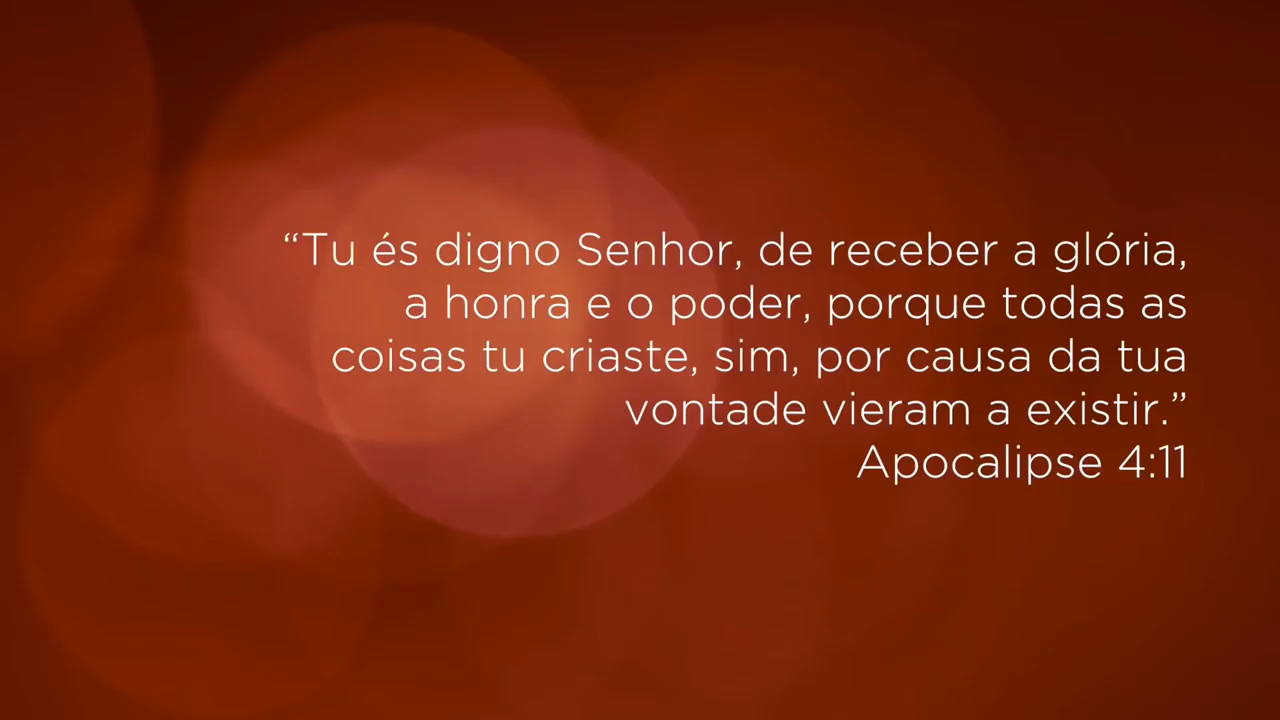 “Tu és digno Senhor, de receber a glória,
a honra e o poder, porque todas as
coisas tu criaste, sim, por causa da tua
vontade vieram a existir.”
Apocalipse 4:11